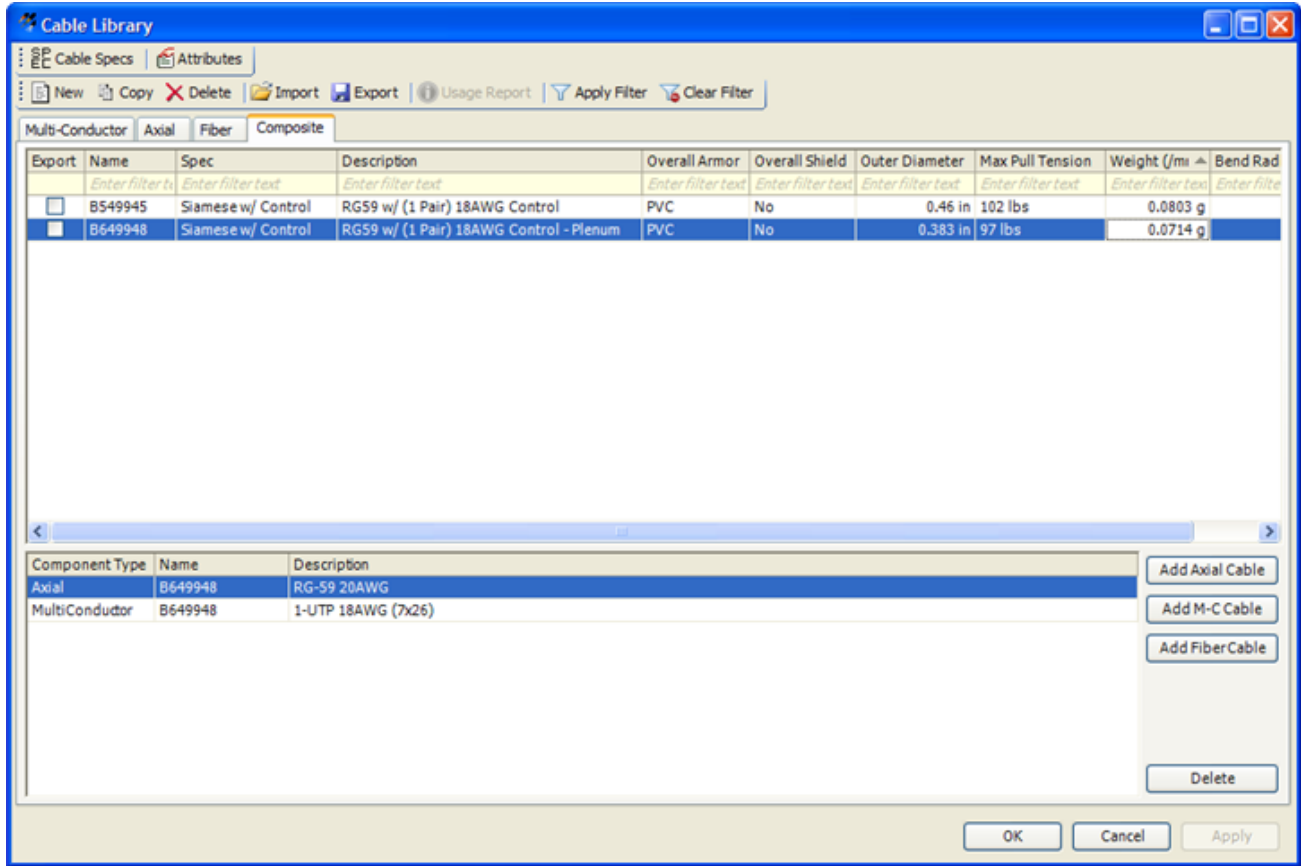 Cable Library
Cable Specs Attributes
New Copy Delete Import Export Usage Report Apply Filter Clear Filter
Multi-Conductor Axial Fiber Composite
Export Name Spec Description Overall Armor Overall Shield Outer Diameter Max Pull Tension Weight (/m Bend Rad
Enter filter t Enter filter text Enter filter text Enter filter text Enter filter text Enter filter text Enter filter text Enter filter text Enter filte
B549945 Siamese w/ Control RG59 w/ (1 Pair) 18AWG Control PVC No 0.46 in 102 lbs 0.0803 g
B649948 Siamese w/ Control RG59 w/ (1 Pair) 18AWG Control - Plenum PVC No 0.383 in 97 lbs 0.0714 g
Component Type Name Description
Axial B649948 RG-59 20AWG
MultiConductor B649948 1-UTP 18AWG (7x26)
Add Axial Cable
Add M-C Cable
Add Fiber Cable
Delete
OK Cancel Apply